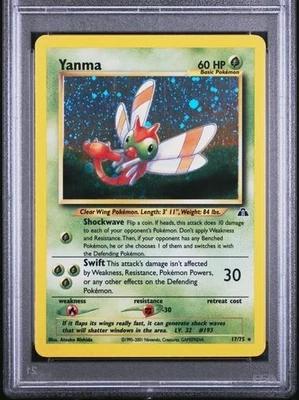 Yanma
60 HP
Basic Pokémon
Clear Wing Pokémon. Length: 3' 11", Weight: 84 lbs.
Shockwave Flip a coin. If heads, this attack does 10 damage
to each of your opponent's Pokémon. Don't apply Weakness
and Resistance. Then, if your opponent has any Benched
Pokémon, he or she chooses 1 of them and switches it with
the Defending Pokémon.
Swift This attack's damage isn't affected
by Weakness, Resistance, Pokémon Powers,
or any other effects on the Defending
Pokémon.
30
weakness
resistance
retreat cost
-30
If it flaps its wings really fast, it can generate shock waves
that will shatter windows in the area. LV. 32 #193
Illus. Atsuko Nishida
©1995-2001 Nintendo, Creatures, GAMEFREAK.
17/75 ★